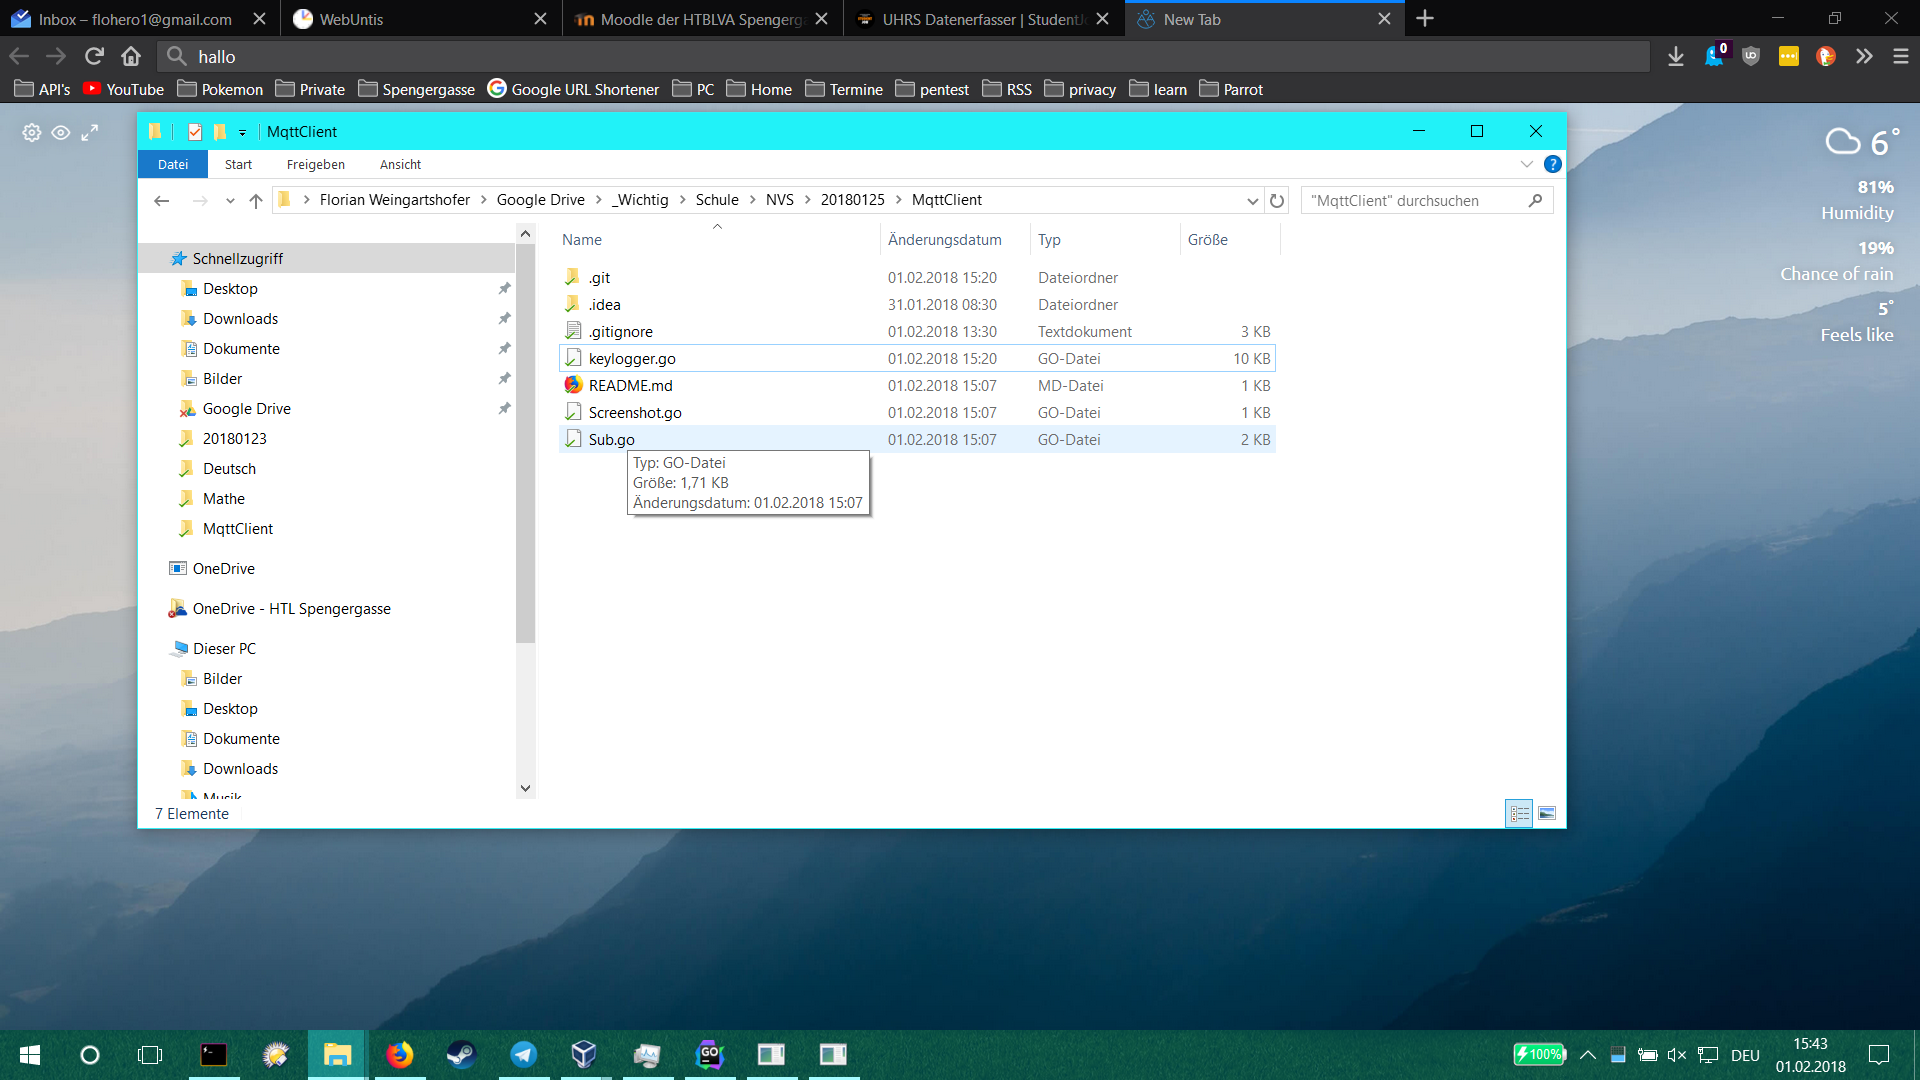 Inbox – flohero1@gmail.com
WebUntis
Moodle der HTBLVA Spengerga
UHRS Datenerfasser | StudentJo
New Tab
hallo
0
API's
YouTube
Pokemon
Private
Spengergasse
Google URL Shortener
PC
Home
Termine
pentest
RSS
privacy
learn
Parrot
MqttClient
Datei
Start
Freigeben
Ansicht
Florian Weingartshofer
Google Drive
_Wichtig
Schule
NVS
20180125
MqttClient
"MqttClient" durchsuchen
6°
81%
Humidity
19%
Chance of rain
5°
Feels like
Schnellzugriff
Desktop
Downloads
Dokumente
Bilder
Google Drive
20180123
Deutsch
Mathe
MqttClient
OneDrive
OneDrive - HTL Spengergasse
Dieser PC
Bilder
Desktop
Dokumente
Downloads
Musik
Name Änderungsdatum Typ Größe
.git 01.02.2018 15:20 Dateiordner
.idea 31.01.2018 08:30 Dateiordner
.gitignore 01.02.2018 13:30 Textdokument 3 KB
keylogger.go 01.02.2018 15:20 GO-Datei 10 KB
README.md 01.02.2018 15:07 MD-Datei 1 KB
Screenshot.go 01.02.2018 15:07 GO-Datei 1 KB
Sub.go 01.02.2018 15:07 GO-Datei 2 KB
Typ: GO-Datei
Größe: 1,71 KB
Änderungsdatum: 01.02.2018 15:07
7 Elemente
GO
100%
DEU
15:43
01.02.2018